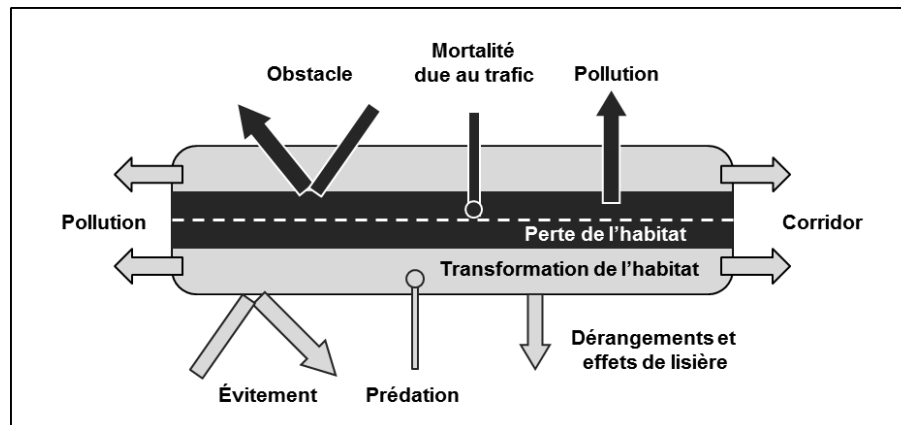 Obstacle
Mortalité
due au trafic
Pollution
Pollution
Perte de l'habitat
Corridor
Transformation de l'habitat
Évitement
Prédation
Dérangements et
effets de lisière